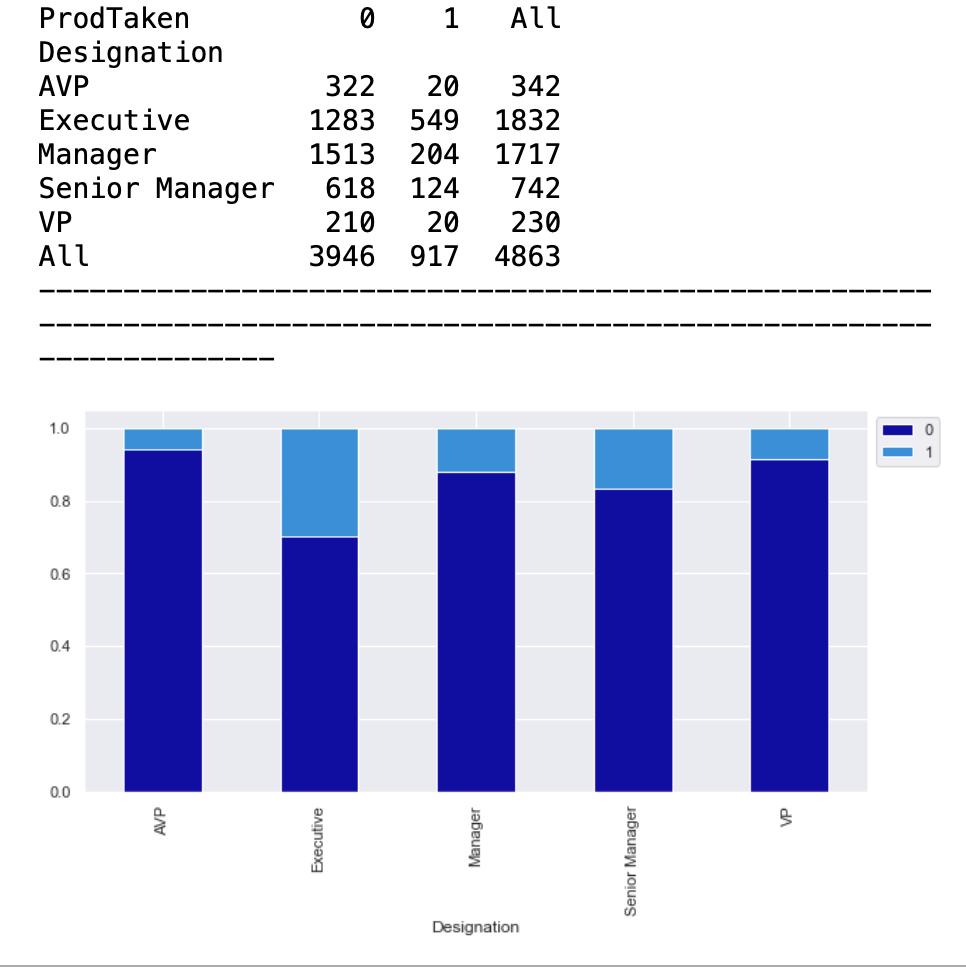 ProdTaken 0 1 All
Designation
AVP 322 20 342
Executive 1283 549 1832
Manager 1513 204 1717
Senior Manager 618 124 742
VP 210 20 230
All 3946 917 4863
-----------------------------------------------------
-----------------------------------------------------
--------------
1.0
0.8
0.6
0.4
0.2
0.0
0
1
AVP
Executive
Manager
Senior Manager
VP
Designation